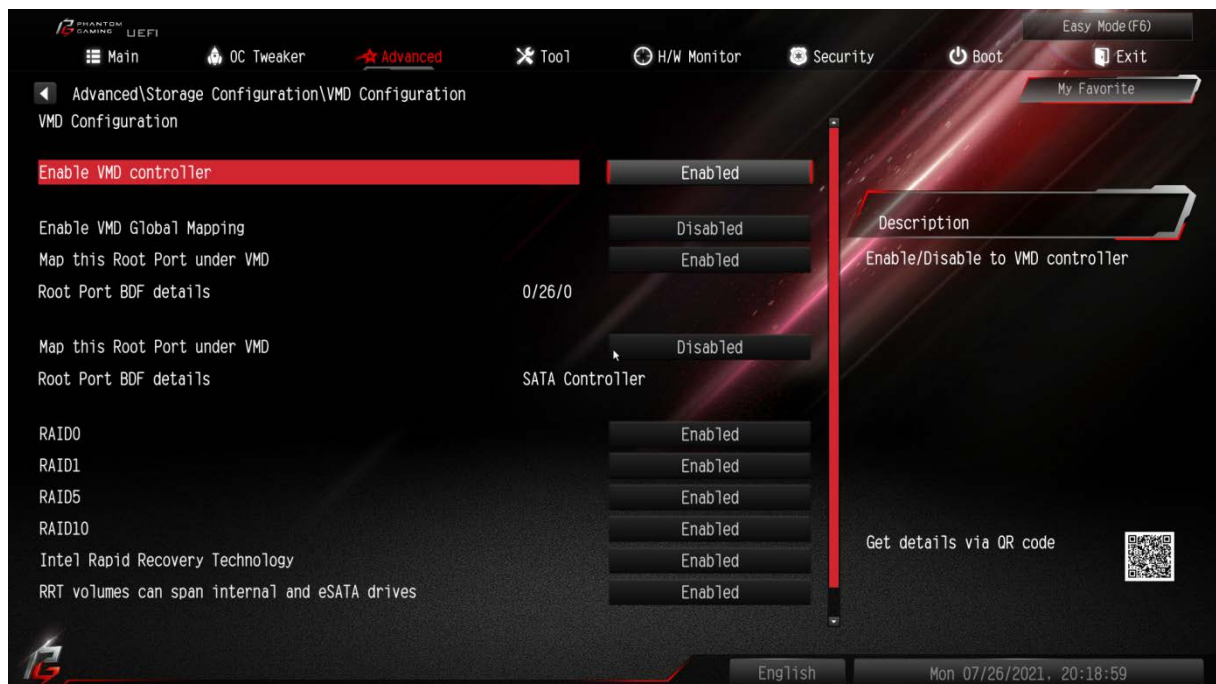 PHANTOM
GAMING UEFI
Easy Mode(F6)
Main OC Tweaker Advanced Tool H/W Monitor Security Boot Exit
Advanced\Storage Configuration\VMD Configuration
My Favorite
VMD Configuration
Enable VMD controller Enabled
Enable VMD Global Mapping Disabled
Map this Root Port under VMD Enabled
Root Port BDF details 0/26/0
Map this Root Port under VMD Disabled
Root Port BDF details SATA Controller
RAID0 Enabled
RAID1 Enabled
RAID5 Enabled
RAID10 Enabled
Intel Rapid Recovery Technology Enabled
RRT volumes can span internal and eSATA drives Enabled
Description
Enable/Disable to VMD controller
Get details via QR code
English Mon 07/26/2021, 20:18:59